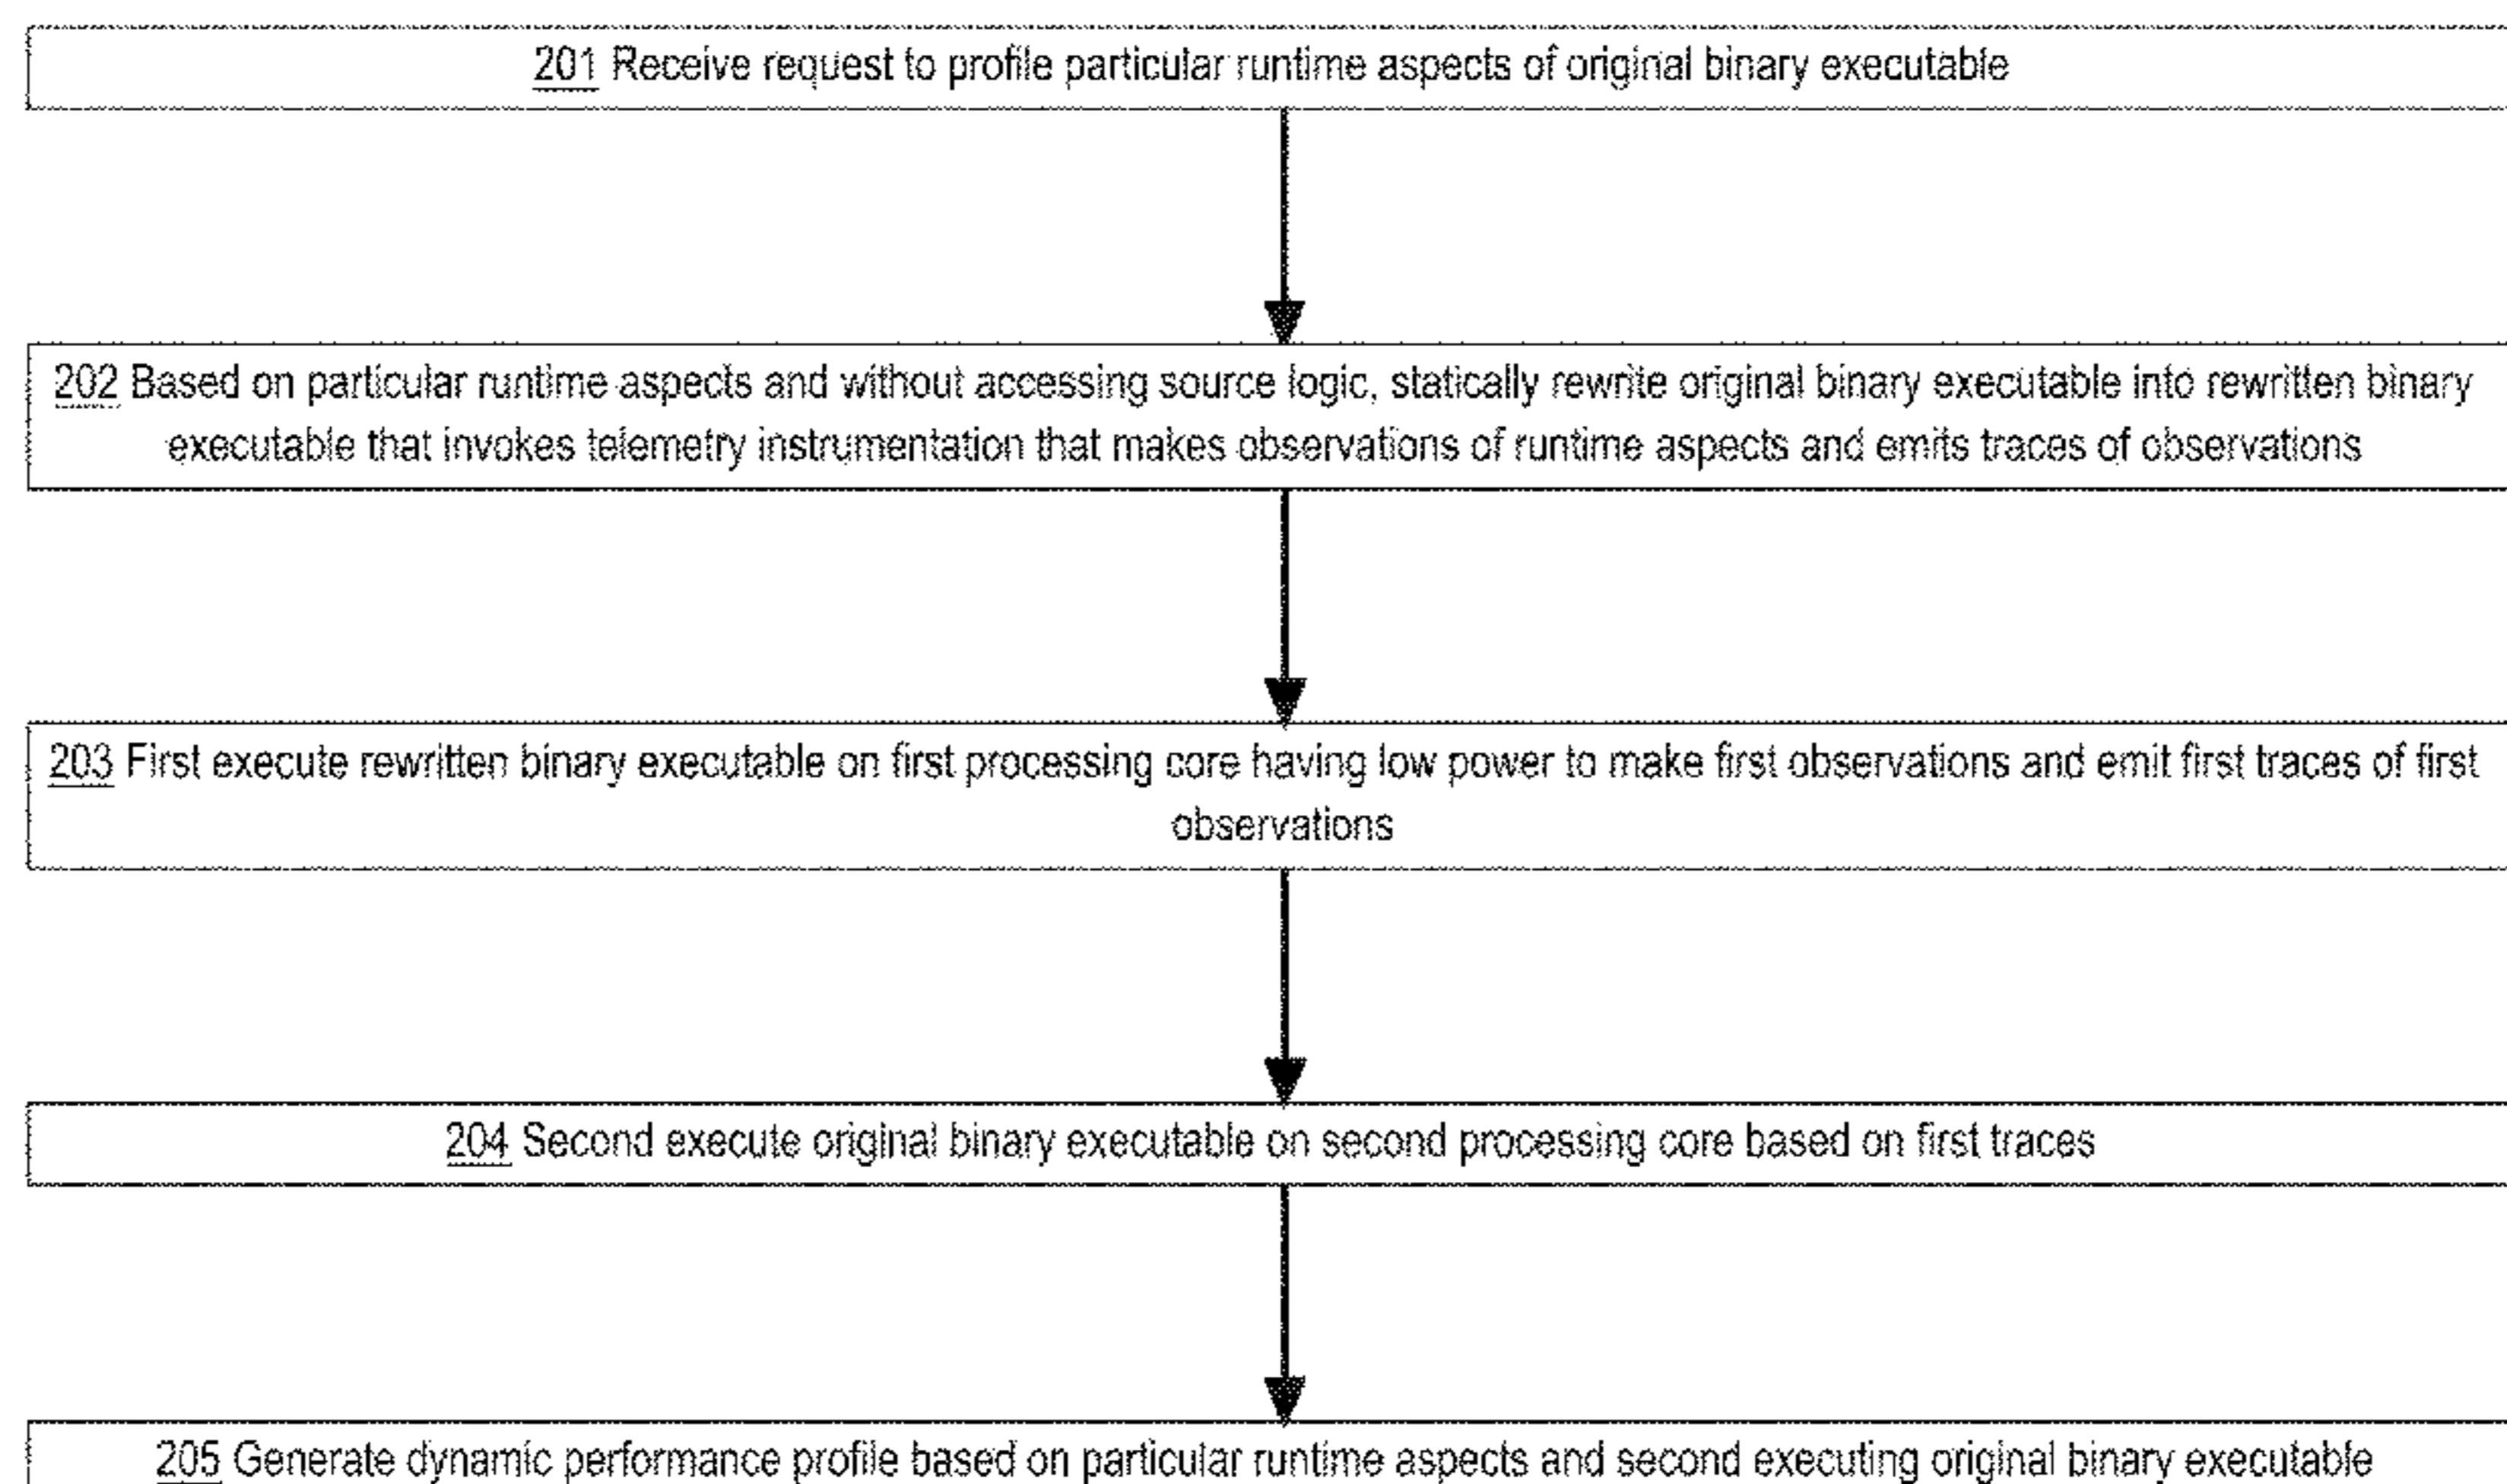 201 Receive request to profile particular runtime aspects of original binary executable
202 Based on particular runtime aspects and without accessing source logic, statically rewrite original binary executable into rewritten binary
executable that invokes telemetry instrumentation that makes observations of runtime aspects and emits traces of observations
203 First execute rewritten binary executable on first processing core having low power to make first observations and emit first traces of first
observations
204 Second execute original binary executable on second processing core based on first traces
205 Generate dynamic performance profile based on particular runtime aspects and second executing original binary executable